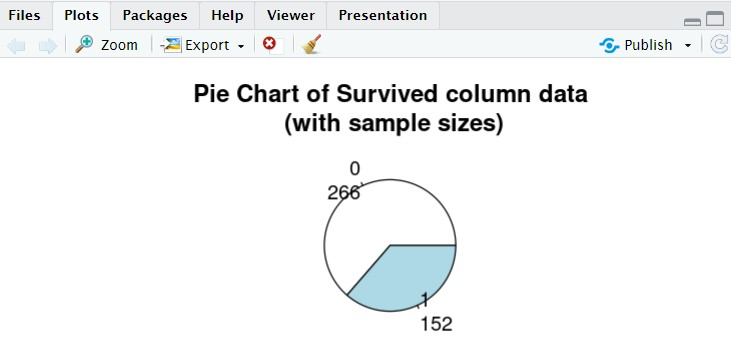 Files Plots Packages Help Viewer Presentation
Zoom Export Publish
Pie Chart of Survived column data
(with sample sizes)
0
266
1
152